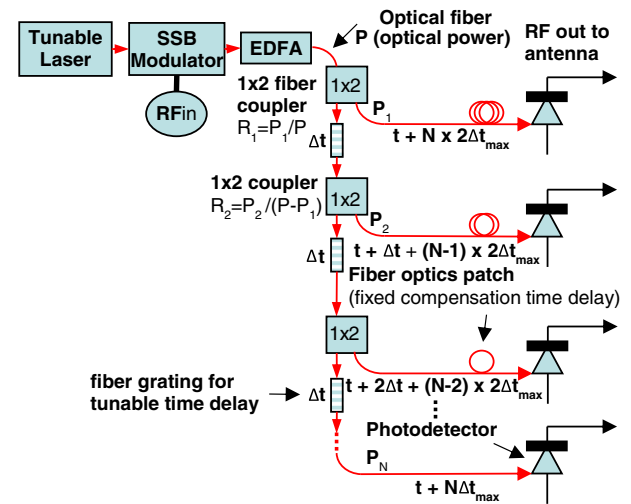 Tunable
Laser
SSB
Modulator
EDFA
RFin
Optical fiber
P (optical power)
RF out to
antenna
1x2 fiber
coupler
R1=P1/P
1x2
P1
Δt
t + N x 2Δtmax
1x2 coupler
R2=P2/(P-P1)
1x2
P2
Δt
t + Δt + (N-1) x 2Δtmax
Fiber optics patch
(fixed compensation time delay)
1x2
fiber grating for
tunable time delay
Δt
t + 2Δt + (N-2) x 2Δtmax
Photodetector
PN
t + NΔtmax